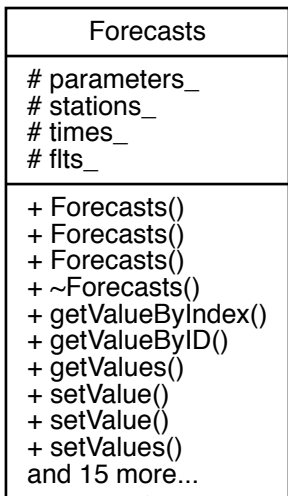 Forecasts
# parameters_
# stations_
# times_
# flts_
+ Forecasts()
+ Forecasts()
+ Forecasts()
+ ~Forecasts()
+ getValueByIndex()
+ getValueByID()
+ getValues()
+ setValue()
+ setValue()
+ setValues()
and 15 more...